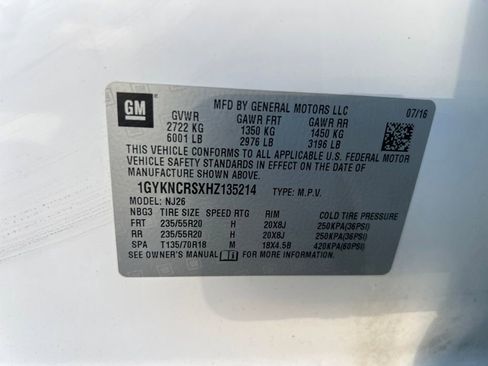 GM
MFD BY GENERAL MOTORS LLC
07/16
GVWR GAWR FRT GAWR RR
2722 KG 1350 KG 1450 KG
6001 LB 2976 LB 3196 LB
THIS VEHICLE CONFORMS TO ALL APPLICABLE U.S. FEDERAL MOTOR
VEHICLE SAFETY STANDARDS IN EFFECT ON THE DATE OF
MANUFACTURE SHOWN ABOVE.
1GYKNCRSXHZ135214 TYPE: M.P.V.
MODEL: NJ26
NBG3 TIRE SIZE SPEED RTG RIM COLD TIRE PRESSURE
FRT 235/55R20 H 20X8J 250KPA(36PSI)
RR 235/55R20 H 20X8J 250KPA(36PSI)
SPA T135/70R18 M 18X4.5B 420KPA(60PSI)
SEE OWNER'S MANUAL FOR MORE INFORMATION.